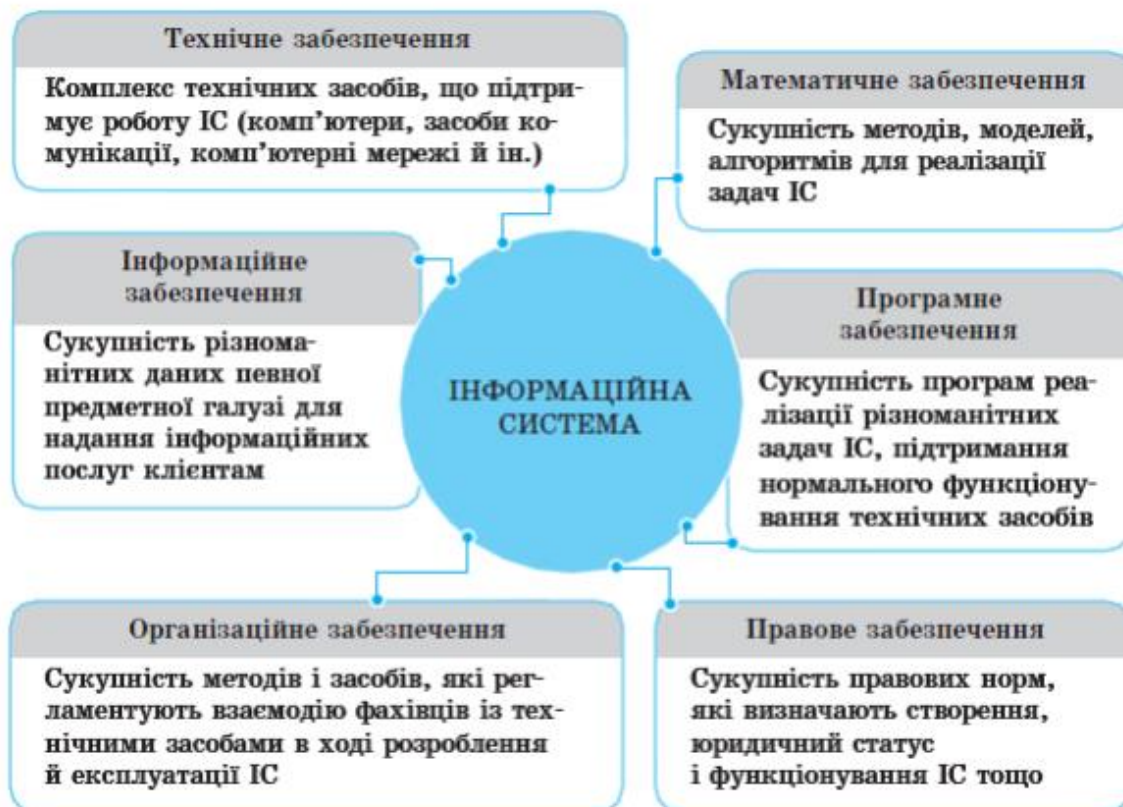 Технічне забезпечення
Комплекс технічних засобів, що підтри-
мує роботу ІС (комп’ютери, засоби ко-
мунікації, комп’ютерні мережі й ін.)
Математичне забезпечення
Сукупність методів, моделей,
алгоритмів для реалізації
задач ІС
Інформаційне
забезпечення
Сукупність різнома-
нітних даних певної
предметної галузі для
надання інформаційних
послуг клієнтам
ІНФОРМАЦІЙНА
СИСТЕМА
Програмне
забезпечення
Сукупність програм реа-
лізації різноманітних
задач ІС, підтримання
нормального функціону-
вання технічних засобів
Організаційне забезпечення
Сукупність методів і засобів, які рег-
ламентують взаємодію фахівців із тех-
нічними засобами в ході розроблення
й експлуатації ІС
Правове забезпечення
Сукупність правових норм,
які визначають створення,
юридичний статус
і функціонування ІС тощо